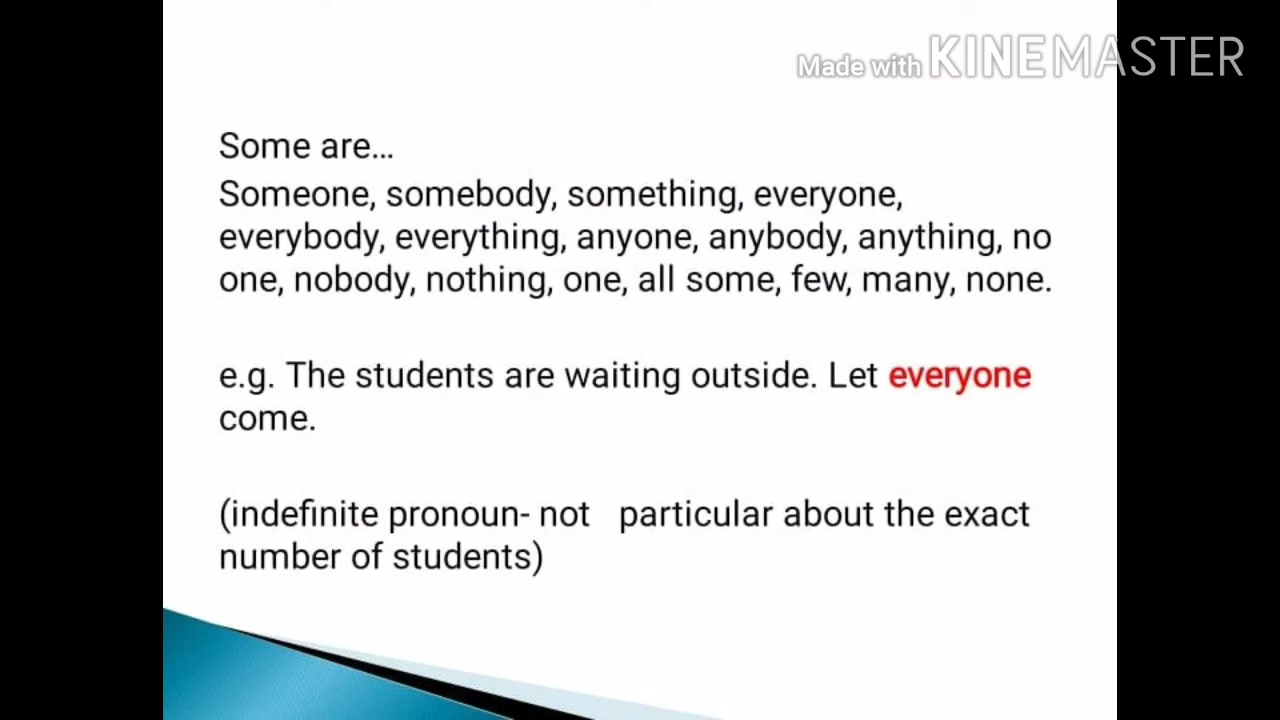 Made with KINEMASTER
Some are...
Someone, somebody, something, everyone,
everybody, everything, anyone, anybody, anything, no
one, nobody, nothing, one, all some, few, many, none.
e.g. The students are waiting outside. Let everyone
come.
(indefinite pronoun- not   particular about the exact
number of students)